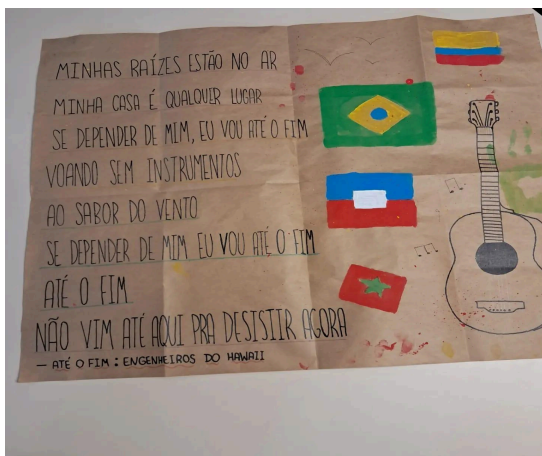 MINHAS RAÍZES ESTÃO NO AR
MINHA CASA É QUALQUIR LUGAR
SE DEPENDER DE MIM, EU VOU ATÉ O FIM
VOANDO SEM INSTRUMENTOS
AO SABOR DO VENTO
SE DEPENDER DE MIM EU VOU ATÉ O FIM
ATÉ O FIM
NÃO VIM ATÉ AQUI PRA DESISTIR AGORA
— ATÉ O FIM : ENGENHEIROS DO HAWAII